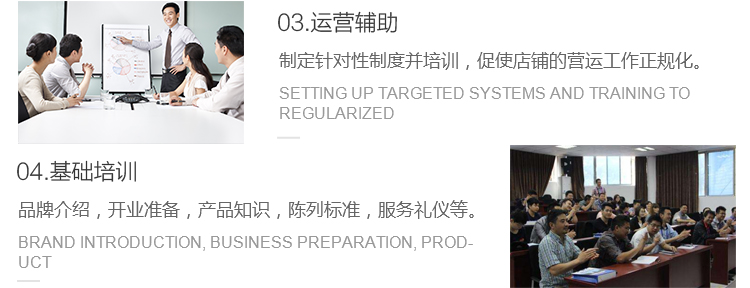 03.运营辅助
制定针对性制度并培训，促使店铺的营运工作正规化。
SETTING UP TARGETED SYSTEMS AND TRAINING TO
REGULARIZED
04.基础培训
品牌介绍，开业准备，产品知识，陈列标准，服务礼仪等。
BRAND INTRODUCTION, BUSINESS PREPARATION, PROD-
UCT